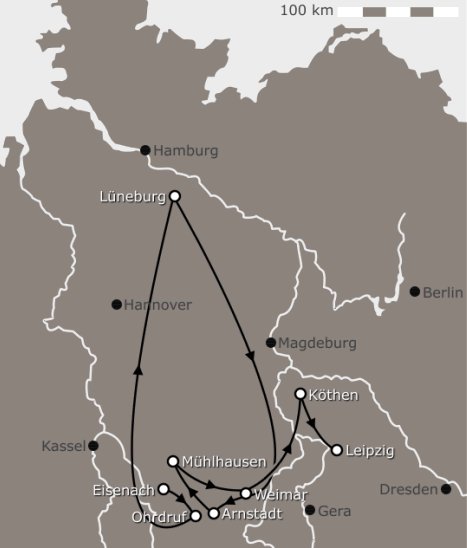 100 km
Hamburg
Lüneburg
Hannover
Berlin
Magdeburg
Köthen
Kassel
Mühlhausen
Leipzig
Eisenach
Weimar
Dresden
Ohrdruf
Arnstadt
Gera